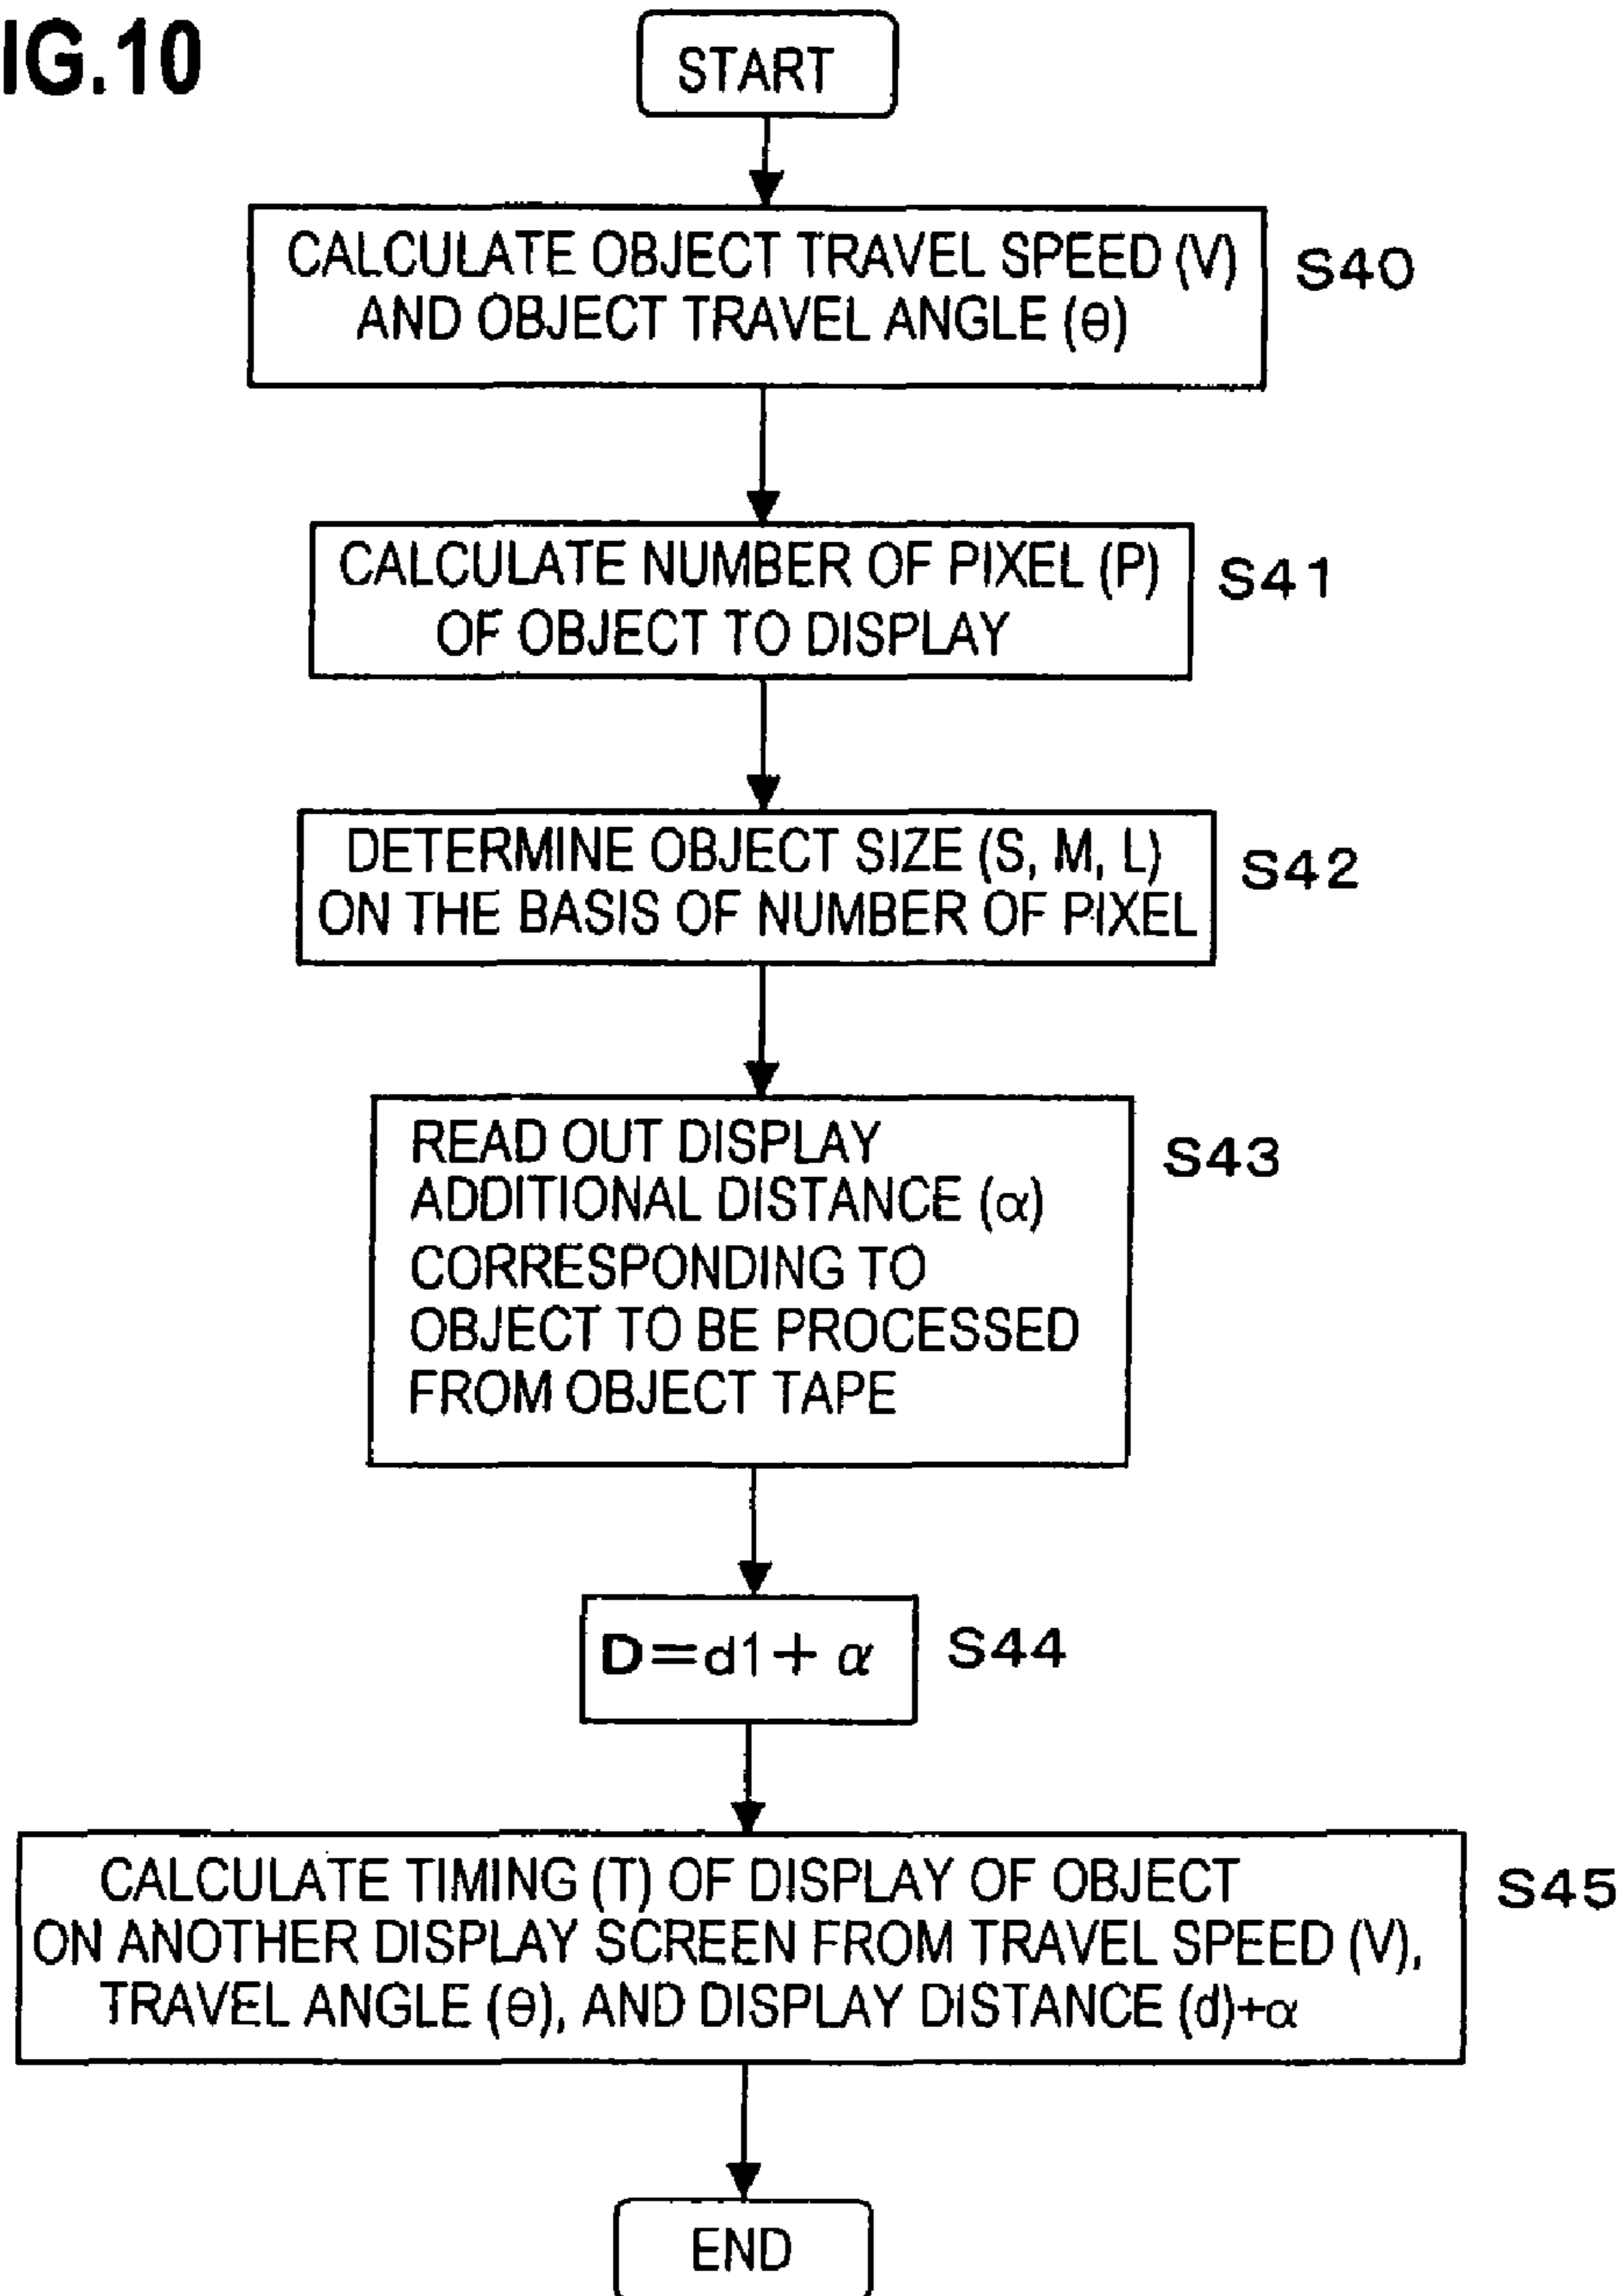 IG.10
START
CALCULATE OBJECT TRAVEL SPEED (V)
AND OBJECT TRAVEL ANGLE (θ)
S40
CALCULATE NUMBER OF PIXEL (P)
OF OBJECT TO DISPLAY
S41
DETERMINE OBJECT SIZE (S, M, L)
ON THE BASIS OF NUMBER OF PIXEL
S42
READ OUT DISPLAY
ADDITIONAL DISTANCE (α)
CORRESPONDING TO
OBJECT TO BE PROCESSED
FROM OBJECT TAPE
S43
D=d1+ α
S44
CALCULATE TIMING (T) OF DISPLAY OF OBJECT
ON ANOTHER DISPLAY SCREEN FROM TRAVEL SPEED (V),
TRAVEL ANGLE (θ), AND DISPLAY DISTANCE (d)+α
S45
END